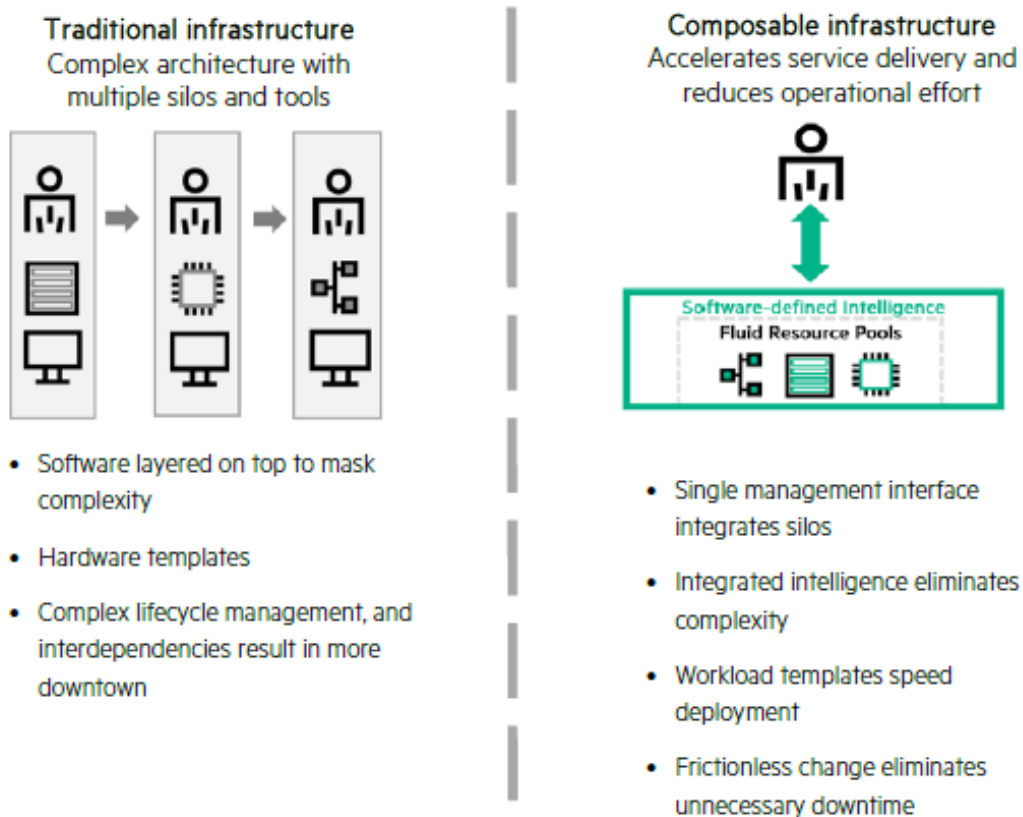 Traditional infrastructure
Complex architecture with
multiple silos and tools
• Software layered on top to mask
complexity
• Hardware templates
• Complex lifecycle management, and
interdependencies result in more
downtown
Composable infrastructure
Accelerates service delivery and
reduces operational effort
Software-defined Intelligence
Fluid Resource Pools
• Single management interface
integrates silos
• Integrated intelligence eliminates
complexity
• Workload templates speed
deployment
• Frictionless change eliminates
unnecessary downtime